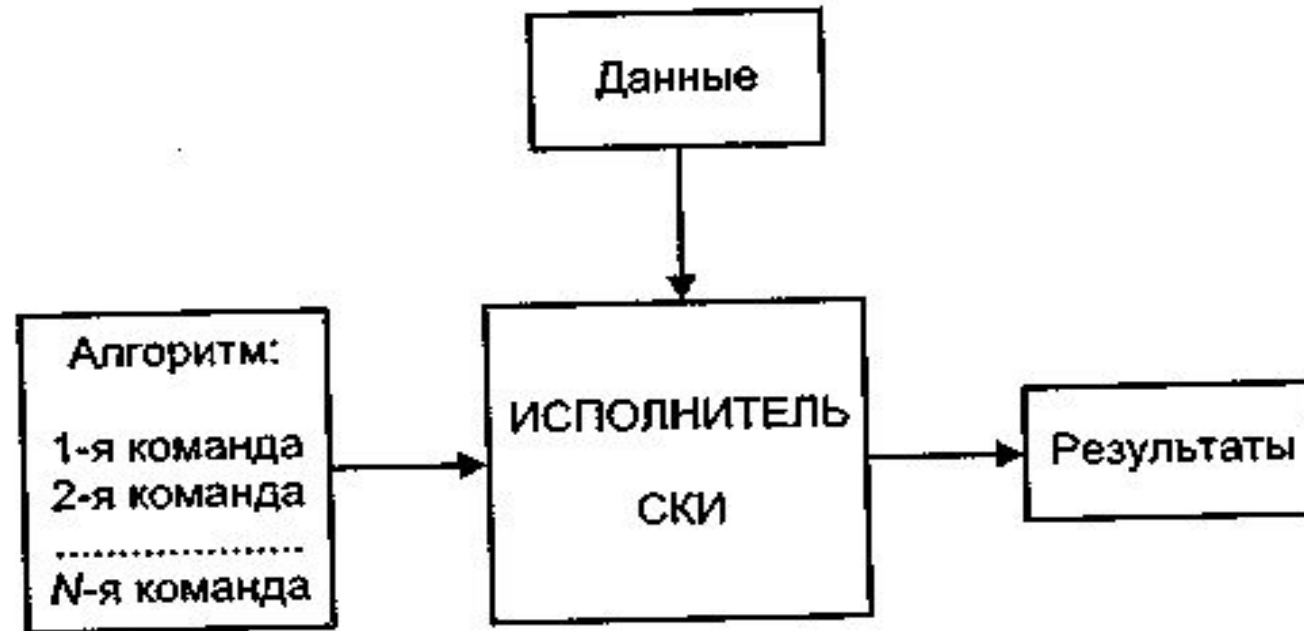 Данные
Алгоритм:
1-я команда
2-я команда
....................
N-я команда
ИСПОЛНИТЕЛЬ
СКИ
Результаты